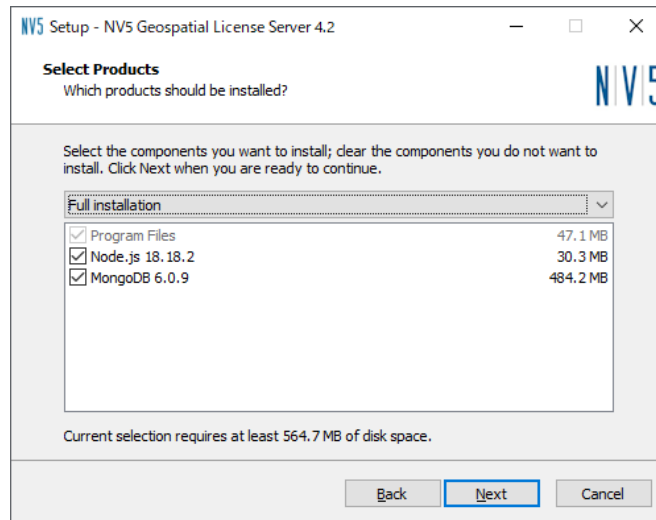 NV5 Setup - NV5 Geospatial License Server 4.2
Select Products
Which products should be installed?
N|V|5
Select the components you want to install; clear the components you do not want to
install. Click Next when you are ready to continue.
Full installation
Program Files 47.1 MB
Node.js 18.18.2 30.3 MB
MongoDB 6.0.9 484.2 MB
Current selection requires at least 564.7 MB of disk space.
Back Next Cancel